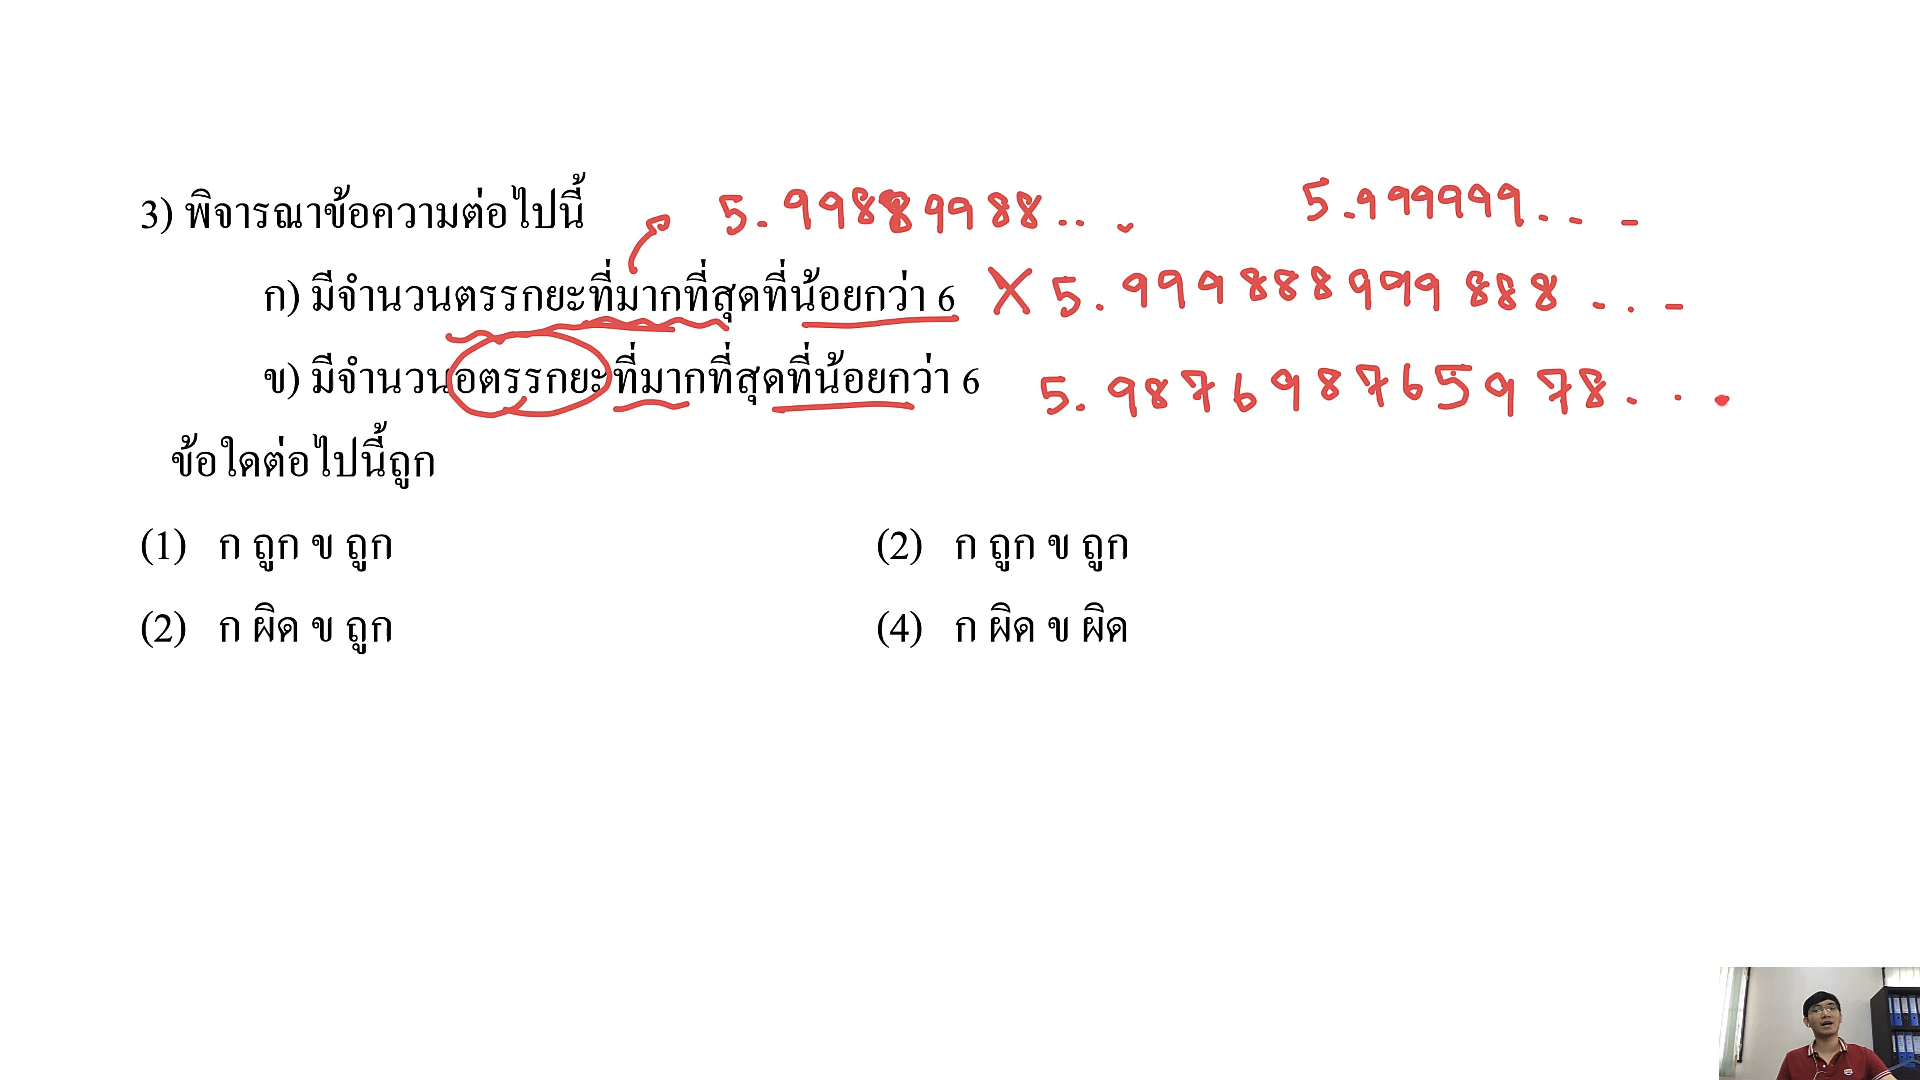 3) พิจารณาข้อความต่อไปนี้ 5.99889988... 5.999999...
ก) มีจำนวนตรรกยะที่มากที่สุดที่น้อยกว่า 6 X 5.999888999888...
ข) มีจำนวนอตรรกยะที่มากที่สุดที่น้อยกว่า 6 5.987698765978...
ข้อใดต่อไปนี้ถูก
(1) ก ถูก ข ถูก (2) ก ถูก ข ถูก
(2) ก ผิด ข ถูก (4) ก ผิด ข ผิด